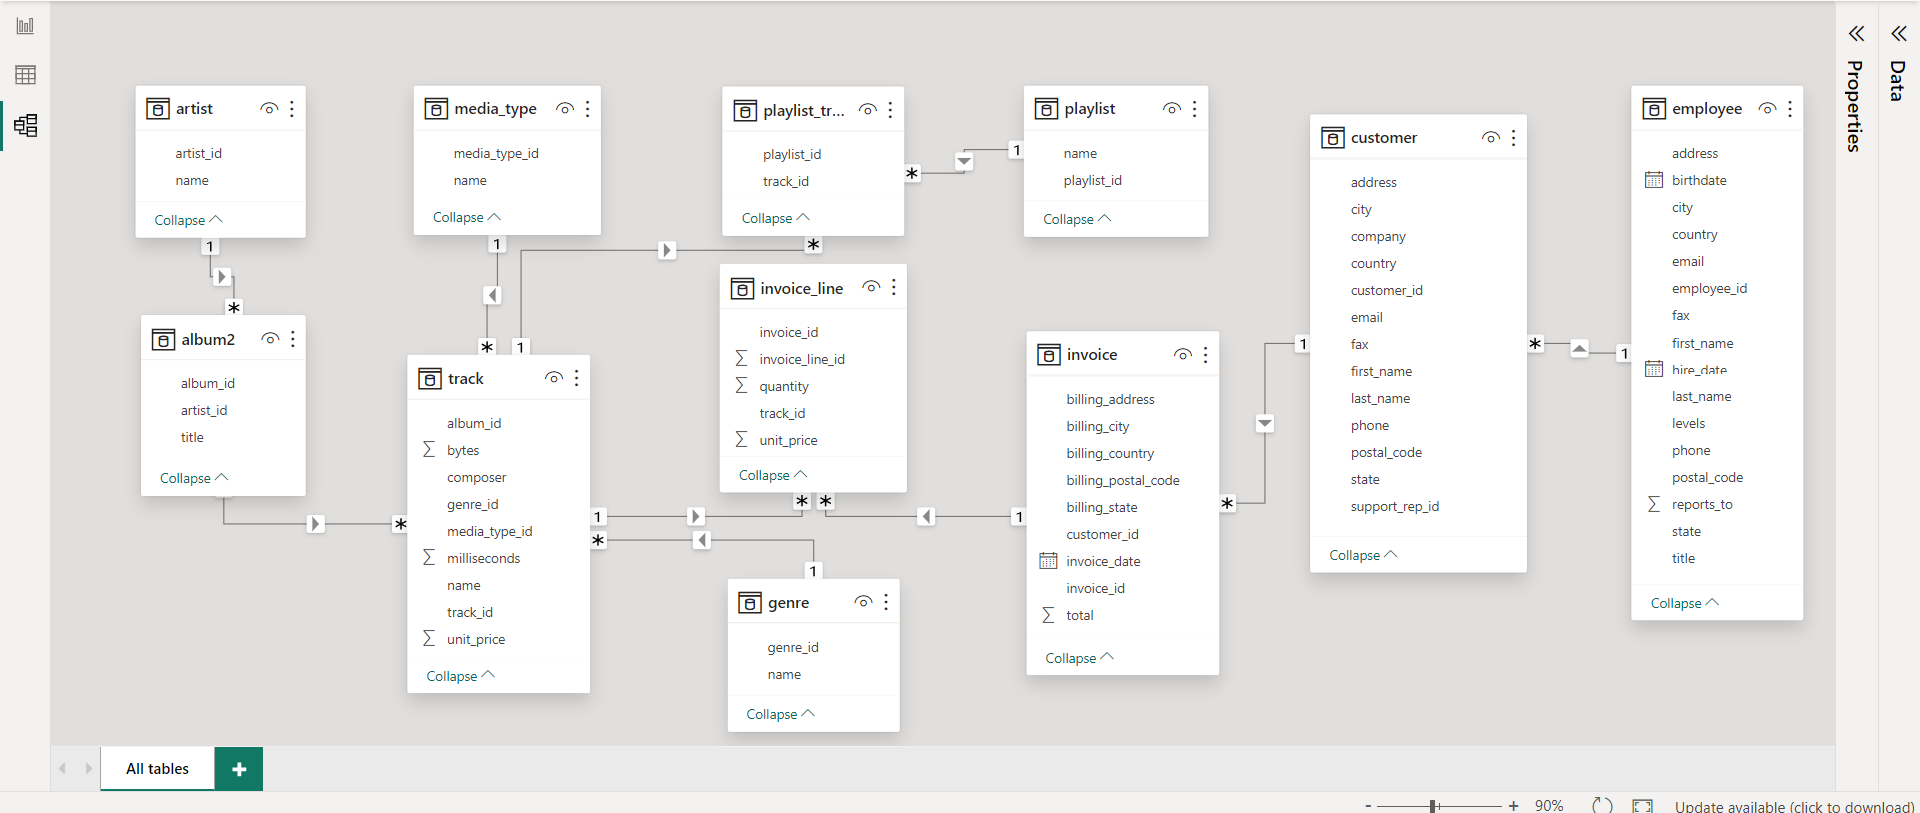 artist
artist_id
name
Collapse
1
*
album2
album_id
artist_id
title
Collapse
*
media_type
media_type_id
name
Collapse
1
*
1
track
album_id
bytes
composer
genre_id
media_type_id
milliseconds
name
track_id
unit_price
Collapse
1
*
playlist_tr...
playlist_id
track_id
Collapse
*
*
1
invoice_line
invoice_id
invoice_line_id
quantity
track_id
unit_price
Collapse
*
*
1
genre
genre_id
name
Collapse
playlist
name
playlist_id
Collapse
invoice
billing_address
billing_city
billing_country
billing_postal_code
billing_state
customer_id
invoice_date
invoice_id
total
Collapse
1
*
1
customer
address
city
company
country
customer_id
email
fax
first_name
last_name
phone
postal_code
state
support_rep_id
Collapse
*
1
employee
address
birthdate
city
country
email
employee_id
fax
first_name
hire_date
last_name
levels
phone
postal_code
reports_to
state
title
Collapse
Properties
Data
All tables
+
- + 90%
Update available (click to download)